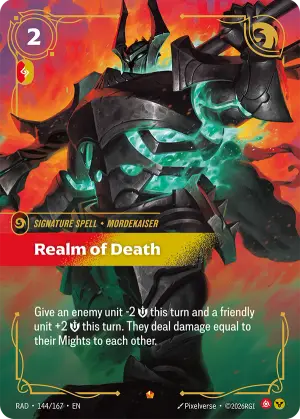 2
SIGNATURE SPELL • MORDEKAISER
Realm of Death
Give an enemy unit -2 this turn and a friendly
unit +2 this turn. They deal damage equal to
their Mights to each other.
RAD • 144/167 • EN
Pixelverse • ©2026RGI